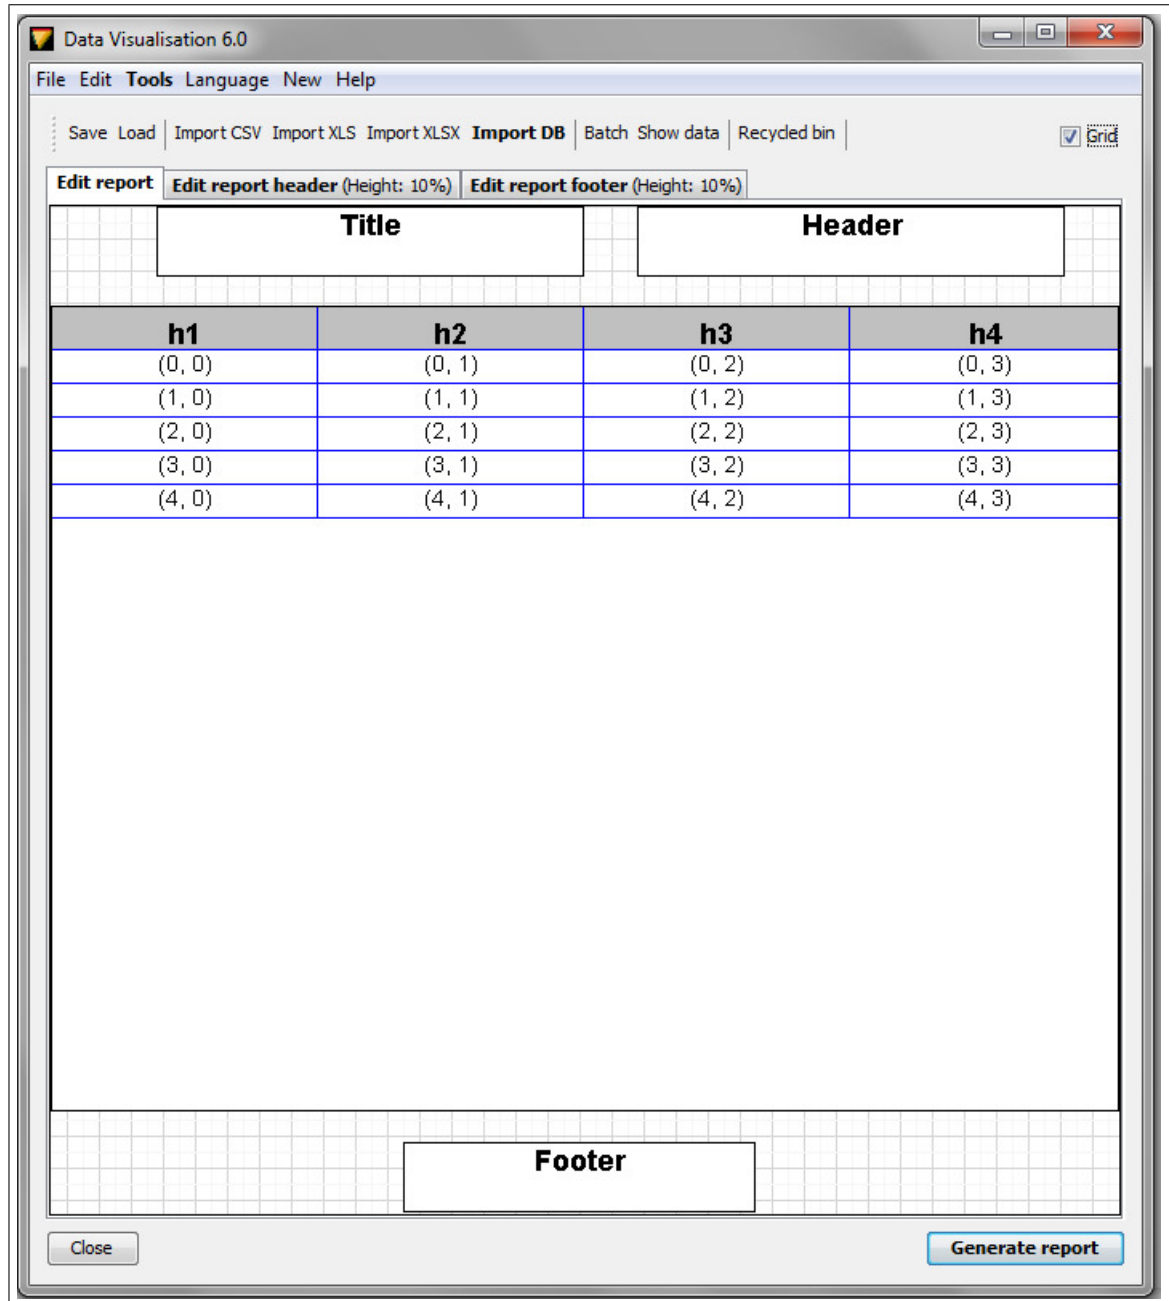 Data Visualisation 6.0
File Edit Tools Language New Help
Save Load Import CSV Import XLS Import XLSX Import DB Batch Show data Recycled bin Grid
Edit report Edit report header (Height: 10%) Edit report footer (Height: 10%)
Title Header
h1 h2 h3 h4
(0, 0) (0, 1) (0, 2) (0, 3)
(1, 0) (1, 1) (1, 2) (1, 3)
(2, 0) (2, 1) (2, 2) (2, 3)
(3, 0) (3, 1) (3, 2) (3, 3)
(4, 0) (4, 1) (4, 2) (4, 3)
Footer
Close Generate report